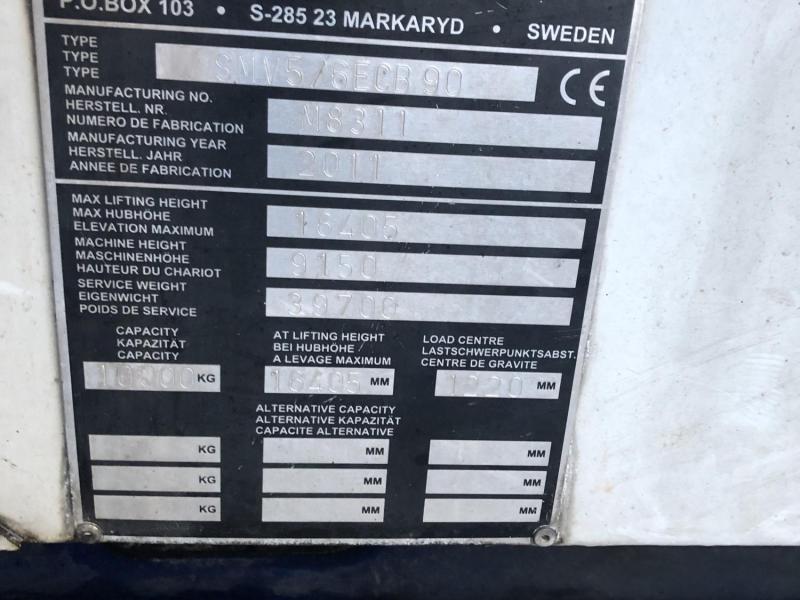 P.O.BOX 103 • S-285 23 MARKARYD • SWEDEN
TYPE
TYPE
TYPE
SMV5/6ECB90
CE
MANUFACTURING NO.
HERSTELL. NR.
NUMERO DE FABRICATION
M8311
MANUFACTURING YEAR
HERSTELL. JAHR
ANNEE DE FABRICATION
2011
MAX LIFTING HEIGHT
MAX HUBHÖHE
ELEVATION MAXIMUM
16405
MACHINE HEIGHT
MASCHINENHÖHE
HAUTEUR DU CHARIOT
9150
SERVICE WEIGHT
EIGENWICHT
POIDS DE SERVICE
39700
CAPACITY
KAPAZITÄT
CAPACITY
AT LIFTING HEIGHT
BEI HUBHÖHE/
A LEVAGE MAXIMUM
LOAD CENTRE
LASTSCHWERPUNKTSABST.
CENTRE DE GRAVITE
KG
16405 MM
1220 MM
ALTERNATIVE CAPACITY
ALTERNATIVE KAPAZITÄT
CAPACITE ALTERNATIVE
KG MM MM
KG MM MM
KG MM MM